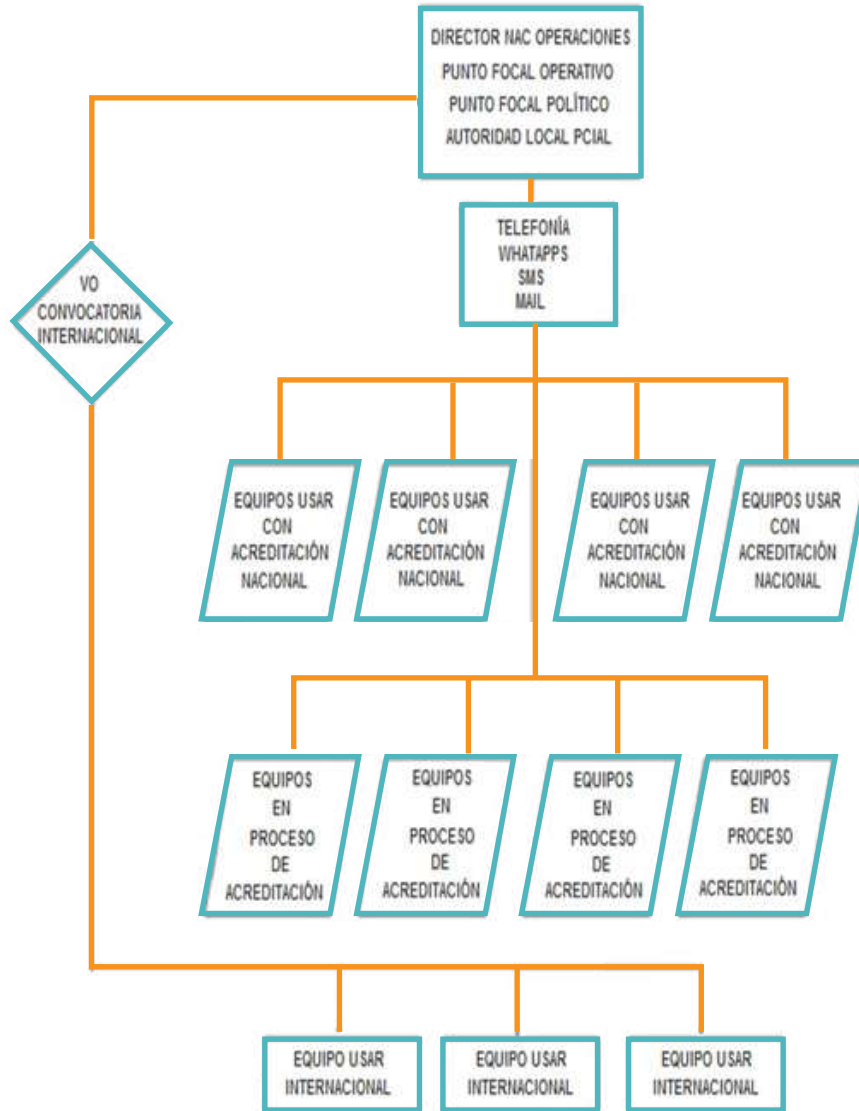 DIRECTOR NAC OPERACIONES
PUNTO FOCAL OPERATIVO
PUNTO FOCAL POLÍTICO
AUTORIDAD LOCAL PCIAL
TELEFONÍA
WHATAPPS
SMS
MAIL
VO
CONVOCATORIA
INTERNACIONAL
EQUIPOS USAR
CON
ACREDITACIÓN
NACIONAL
EQUIPOS USAR
CON
ACREDITACIÓN
NACIONAL
EQUIPOS USAR
CON
ACREDITACIÓN
NACIONAL
EQUIPOS USAR
CON
ACREDITACIÓN
NACIONAL
EQUIPOS
EN
PROCESO
DE
ACREDITACIÓN
EQUIPOS
EN
PROCESO
DE
ACREDITACIÓN
EQUIPOS
EN
PROCESO
DE
ACREDITACIÓN
EQUIPOS
EN
PROCESO
DE
ACREDITACIÓN
EQUIPO USAR
INTERNACIONAL
EQUIPO USAR
INTERNACIONAL
EQUIPO USAR
INTERNACIONAL